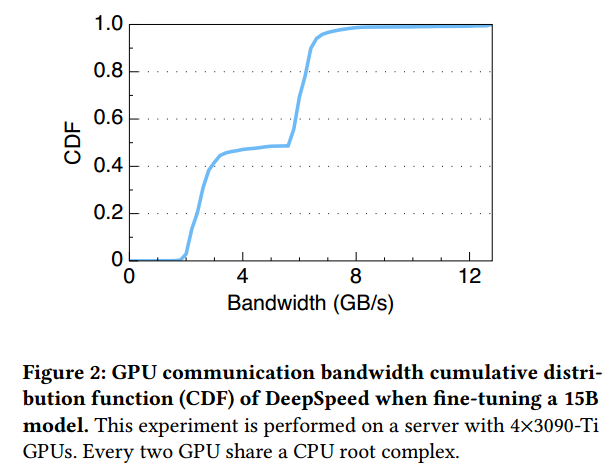 1.0
0.8
0.6
0.4
0.2
0
CDF
0 4 8 12
Bandwidth (GB/s)
Figure 2: GPU communication bandwidth cumulative distri-
bution function (CDF) of DeepSpeed when fine-tuning a 15B
model. This experiment is performed on a server with 4×3090-Ti
GPUs. Every two GPU share a CPU root complex.